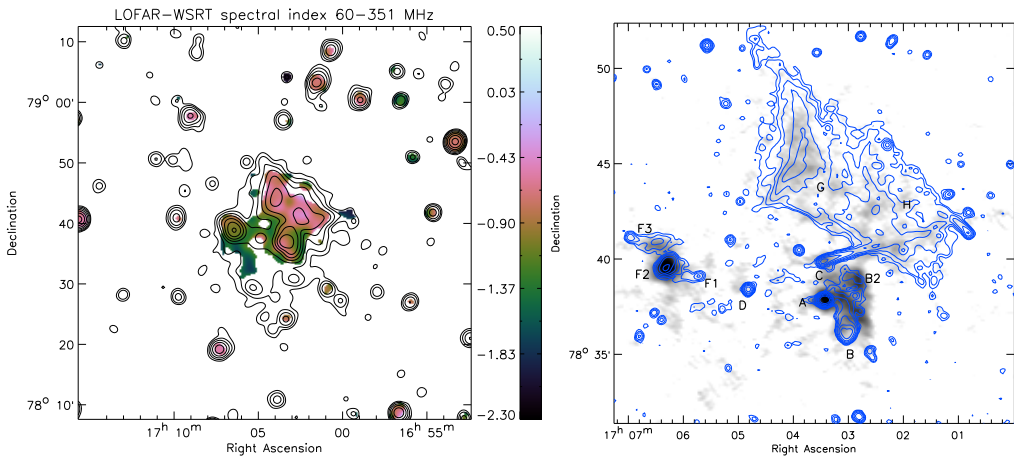 LOFAR-WSRT spectral index 60-351 MHz
10
79° 00'
50
40
30
20
78° 10'
Declination
17ʰ 10ᵐ
05
00
16ʰ 55ᵐ
Right Ascension
0.50
0.03
-0.43
-0.90
-1.37
-1.83
-2.30
50
45
40
78° 35'
Declination
G
H
F3
F2
F1
C
B2
A
D
B
17ʰ 07ᵐ
06
05
04
03
02
01
Right Ascension